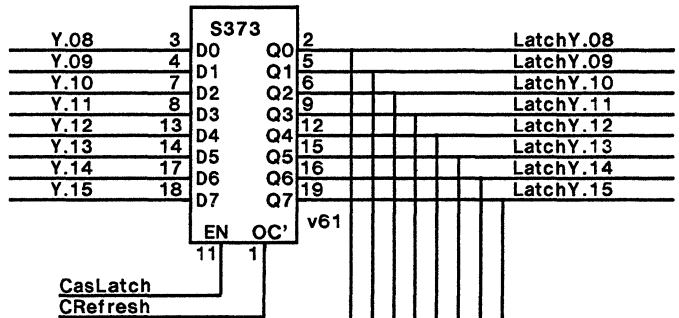 S373
Y.08 3 D0 Q0 2 LatchY.08
Y.09 4 D1 Q1 5 LatchY.09
Y.10 7 D2 Q2 6 LatchY.10
Y.11 8 D3 Q3 9 LatchY.11
Y.12 13 D4 Q4 12 LatchY.12
Y.13 14 D5 Q5 15 LatchY.13
Y.14 17 D6 Q6 16 LatchY.14
Y.15 18 D7 Q7 19 LatchY.15
v61
EN OC'
11 1
CasLatch
CRefresh